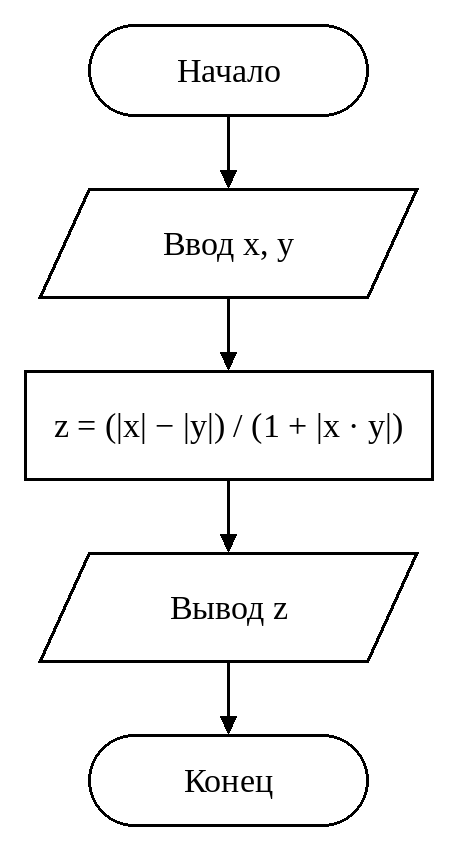 Начало
Ввод x, y
z = (|x| − |y|) / (1 + |x · y|)
Вывод z
Конец